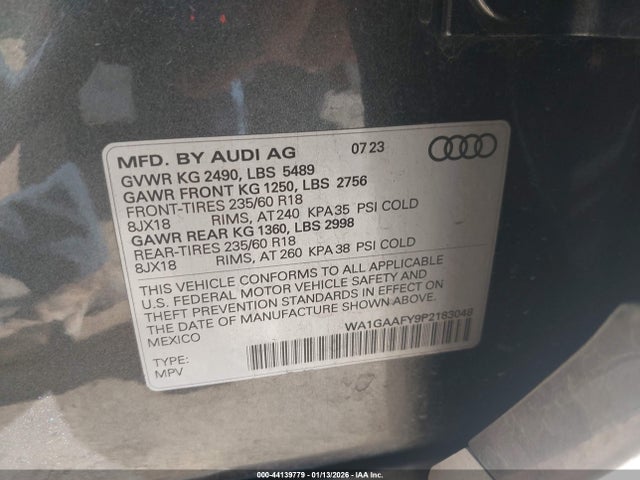 MFD. BY AUDI AG 07 23
GVWR KG 2490, LBS 5489
GAWR FRONT KG 1250, LBS 2756
FRONT-TIRES 235/60 R18
8JX18 RIMS, AT 240 KPA 35 PSI COLD
GAWR REAR KG 1360, LBS 2998
REAR-TIRES 235/60 R18
8JX18 RIMS, AT 260 KPA 38 PSI COLD
THIS VEHICLE CONFORMS TO ALL APPLICABLE
U.S. FEDERAL MOTOR VEHICLE SAFETY AND
THEFT PREVENTION STANDARDS IN EFFECT ON
THE DATE OF MANUFACTURE SHOWN ABOVE.
MEXICO WA1GAAFY9P2183048
TYPE:
MPV
000-44139779 - 01/13/2026 - IAA Inc.